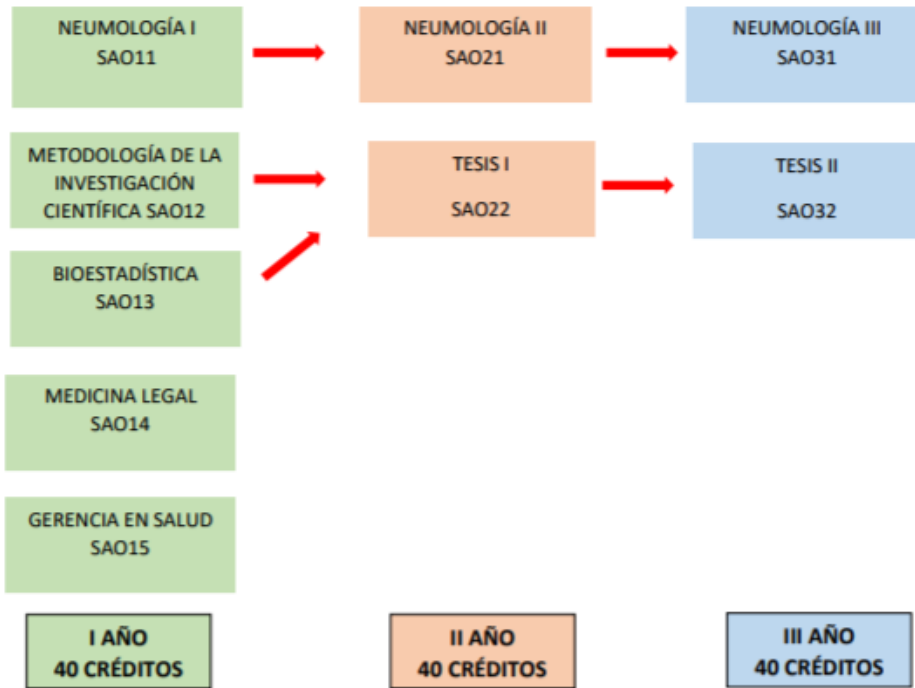 NEUMOLOGÍA I
SAO11
NEUMOLOGÍA II
SAO21
NEUMOLOGÍA III
SAO31
METODOLOGÍA DE LA
INVESTIGACIÓN
CIENTÍFICA SAO12
TESIS I
SAO22
TESIS II
SAO32
BIOESTADÍSTICA
SAO13
MEDICINA LEGAL
SAO14
GERENCIA EN SALUD
SAO15
I AÑO
40 CRÉDITOS
II AÑO
40 CRÉDITOS
III AÑO
40 CRÉDITOS